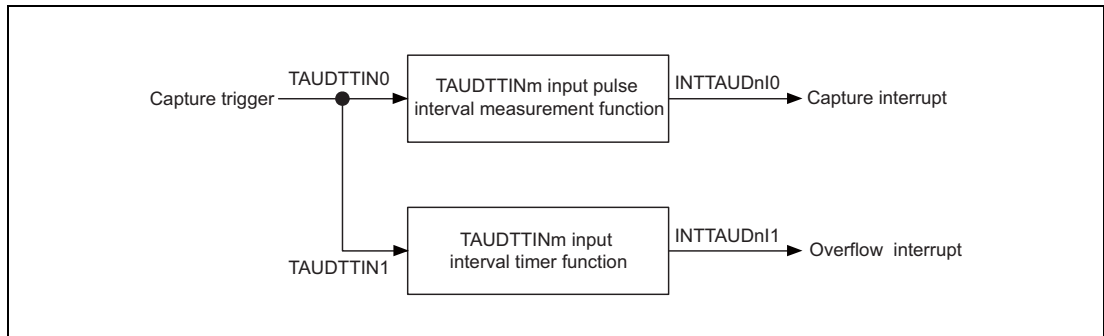 TAUDTTIN0
Capture trigger
TAUDTTINm input pulse
interval measurement function
INTTAUDnI0
Capture interrupt
TAUDTTIN1
TAUDTTINm input
interval timer function
INTTAUDnI1
Overflow interrupt